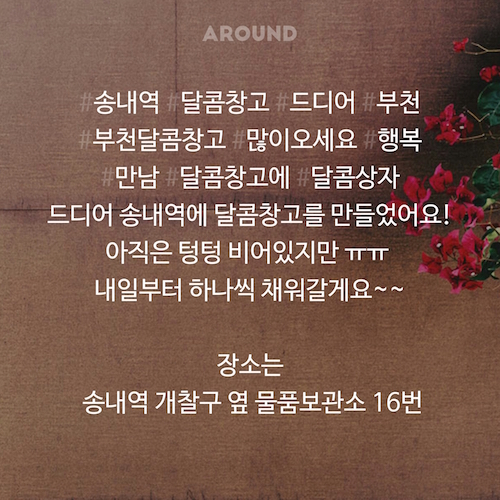 AROUND
#송내역 #달콤창고 #드디어 #부천
#부천달콤창고 #많이오세요 #행복
#만남 #달콤창고에 #달콤상자
드디어 송내역에 달콤창고를 만들었어요!
아직은 텅텅 비어있지만 ㅠㅠ
내일부터 하나씩 채워갈게요~~
장소는
송내역 개찰구 옆 물품보관소 16번